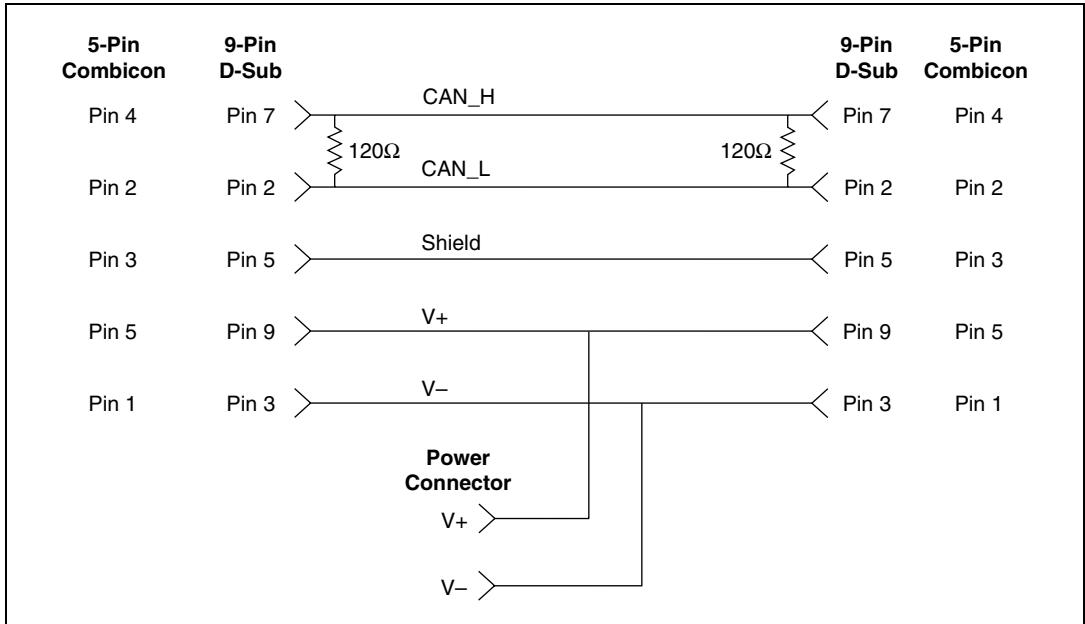 5-Pin Combicon 9-Pin D-Sub 9-Pin D-Sub 5-Pin Combicon
Pin 4 Pin 7 CAN_H Pin 7 Pin 4
120Ω 120Ω
Pin 2 Pin 2 CAN_L Pin 2 Pin 2
Pin 3 Pin 5 Shield Pin 5 Pin 3
Pin 5 Pin 9 V+ Pin 9 Pin 5
Pin 1 Pin 3 V– Pin 3 Pin 1
Power
Connector
V+
V–